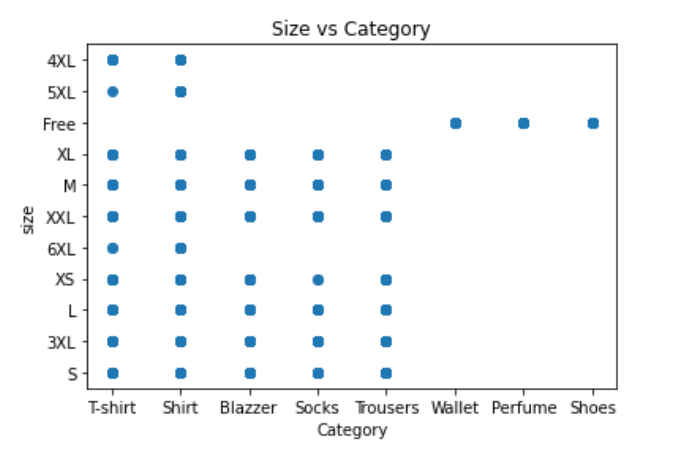 Size vs Category
4XL
5XL
Free
XL
M
XXL
6XL
XS
L
3XL
S
size
T-shirt Shirt Blazzer Socks Trousers Wallet Perfume Shoes
Category